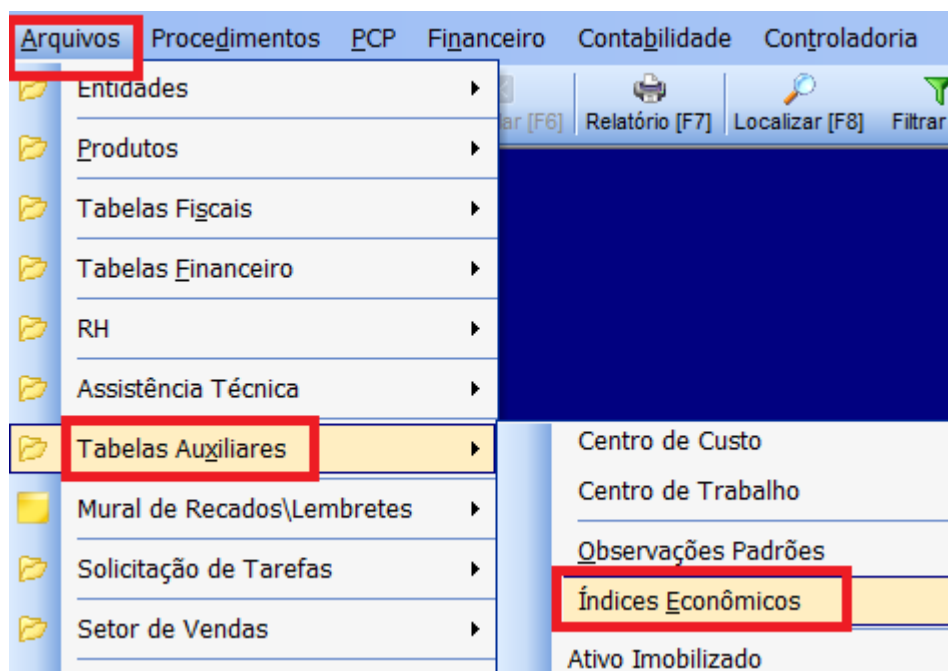 Arquivos Procedimentos PCP Financeiro Contabilidade Controladoria
Entidades
ar [F6] Relatório [F7] Localizar [F8] Filtrar
Produtos
Tabelas Fiscais
Tabelas Financeiro
RH
Assistência Técnica
Tabelas Auxiliares
Centro de Custo
Centro de Trabalho
Mural de Recados\Lembretes
Observações Padrões
Solicitação de Tarefas
Índices Econômicos
Setor de Vendas
Ativo Imobilizado